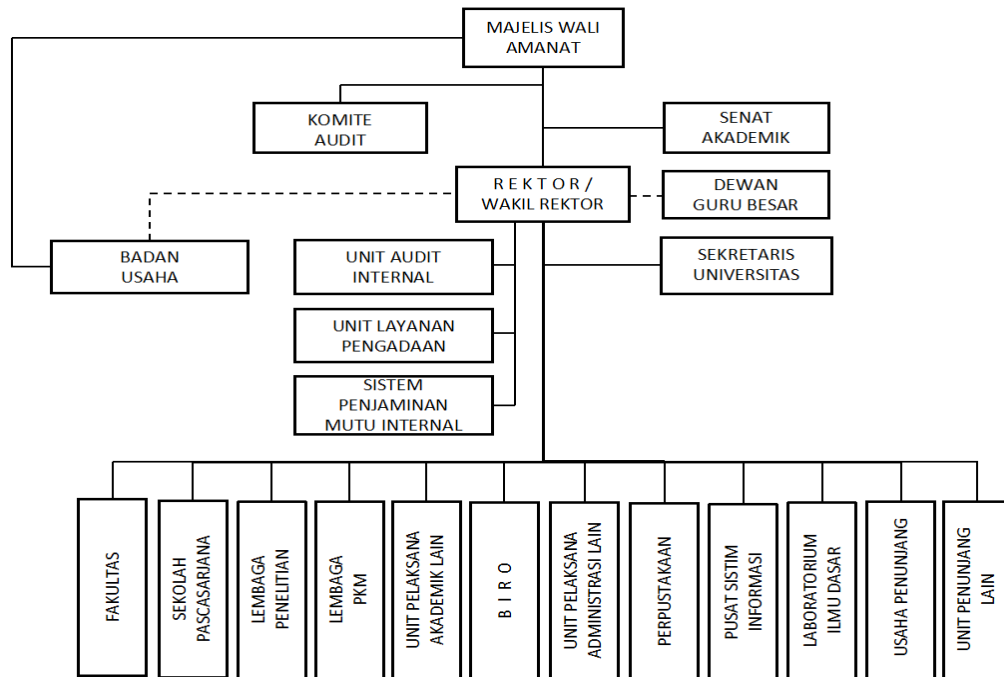 MAJELIS WALI
AMANAT
KOMITE
AUDIT
SENAT
AKADEMIK
R E K T O R /
WAKIL REKTOR
DEWAN
GURU BESAR
BADAN
USAHA
UNIT AUDIT
INTERNAL
SEKRETARIS
UNIVERSITAS
UNIT LAYANAN
PENGADAAN
SISTEM
PENJAMINAN
MUTU INTERNAL
FAKULTAS
SEKOLAH
PASCASARJANA
LEMBAGA
PENELITIAN
LEMBAGA
PKM
UNIT PELAKSANA
AKADEMIK LAIN
B I R O
UNIT PELAKSANA
ADMINISTRASI LAIN
PERPUSTAKAAN
PUSAT SISTIM
INFORMASI
LABORATORIUM
ILMU DASAR
USAHA PENUNJANG
UNIT PENUNJANG
LAIN